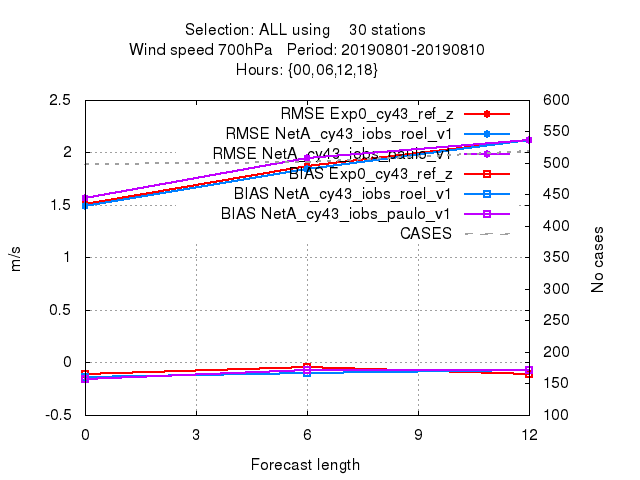 Selection: ALL using 30 stations
Wind speed 700hPa Period: 20190801-20190810
Hours: {00,06,12,18}
RMSE Exp0_cy43_ref_z
RMSE NetA_cy43_iobs_roel_v1
RMSE NetA_cy43_iobs_paulo_v1
BIAS Exp0_cy43_ref_z
BIAS NetA_cy43_iobs_roel_v1
BIAS NetA_cy43_iobs_paulo_v1
CASES
2.5
2
1.5
1
0.5
0
-0.5
m/s
600
550
500
450
400
350
300
250
200
150
100
No cases
0 3 6 9 12
Forecast length